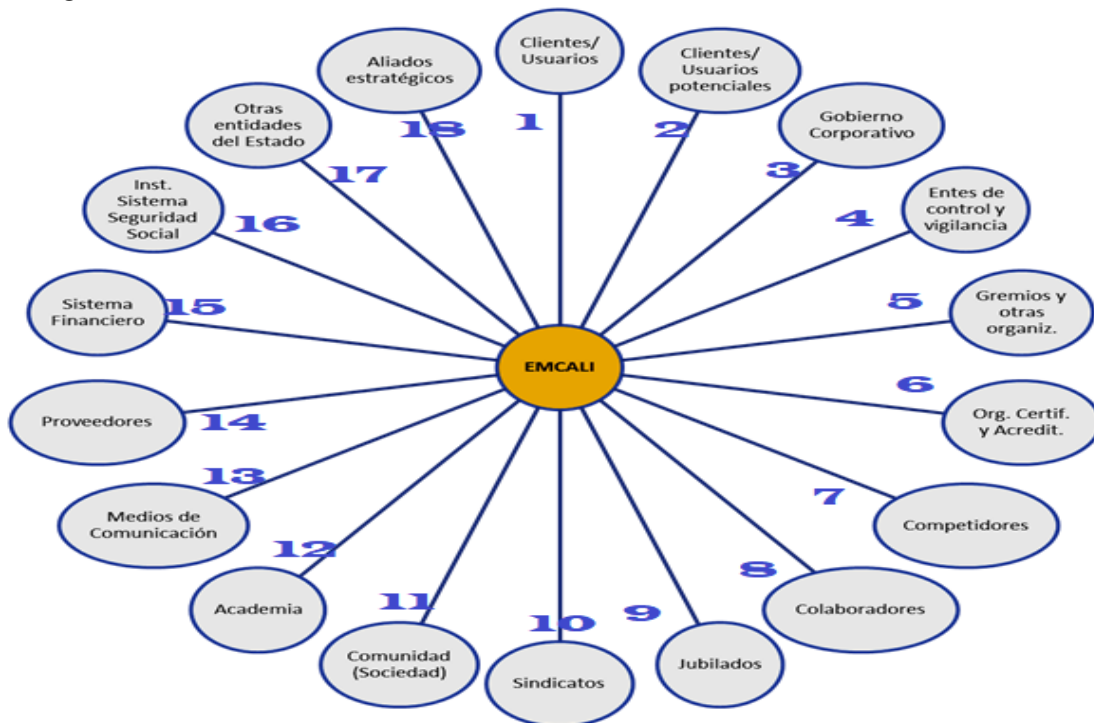 Clientes/
Usuarios
1
Clientes/
Usuarios
potenciales
2
Gobierno
Corporativo
3
Entes de
control y
vigilancia
4
Gremios y
otras
organiz.
5
Org. Certif.
y Acredit.
6
Competidores
7
Colaboradores
8
Jubilados
9
Sindicatos
10
Comunidad
(Sociedad)
11
Academia
12
Medios de
Comunicación
13
Proveedores
14
Sistema
Financiero
15
Inst.
Sistema
Seguridad
Social
16
Otras
entidades
del Estado
17
Aliados
estratégicos
18
EMCALI